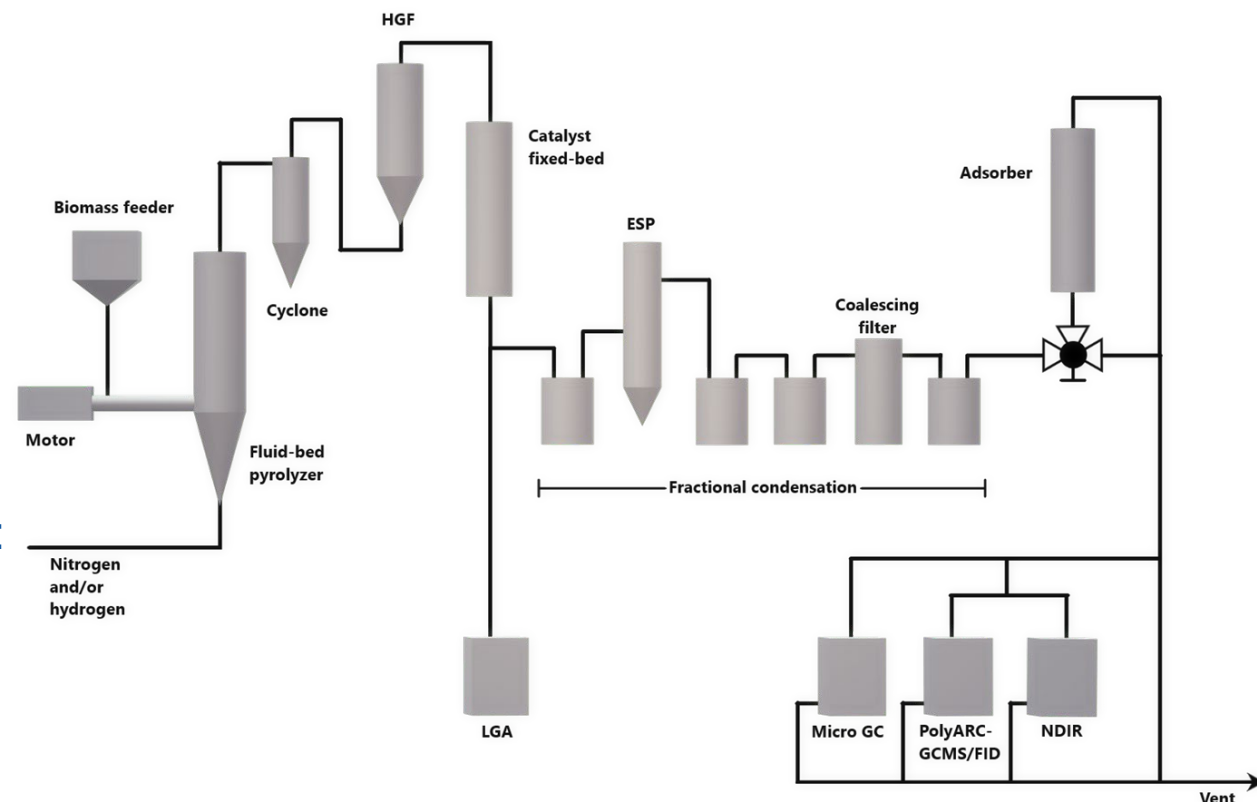 HGF
Catalyst
fixed-bed
Adsorber
Biomass feeder
ESP
Cyclone
Coalescing
filter
Motor
Fluid-bed
pyrolyzer
Fractional condensation
Nitrogen
and/or
hydrogen
LGA
Micro GC
PolyARC-
GCMS/FID
NDIR
Vent